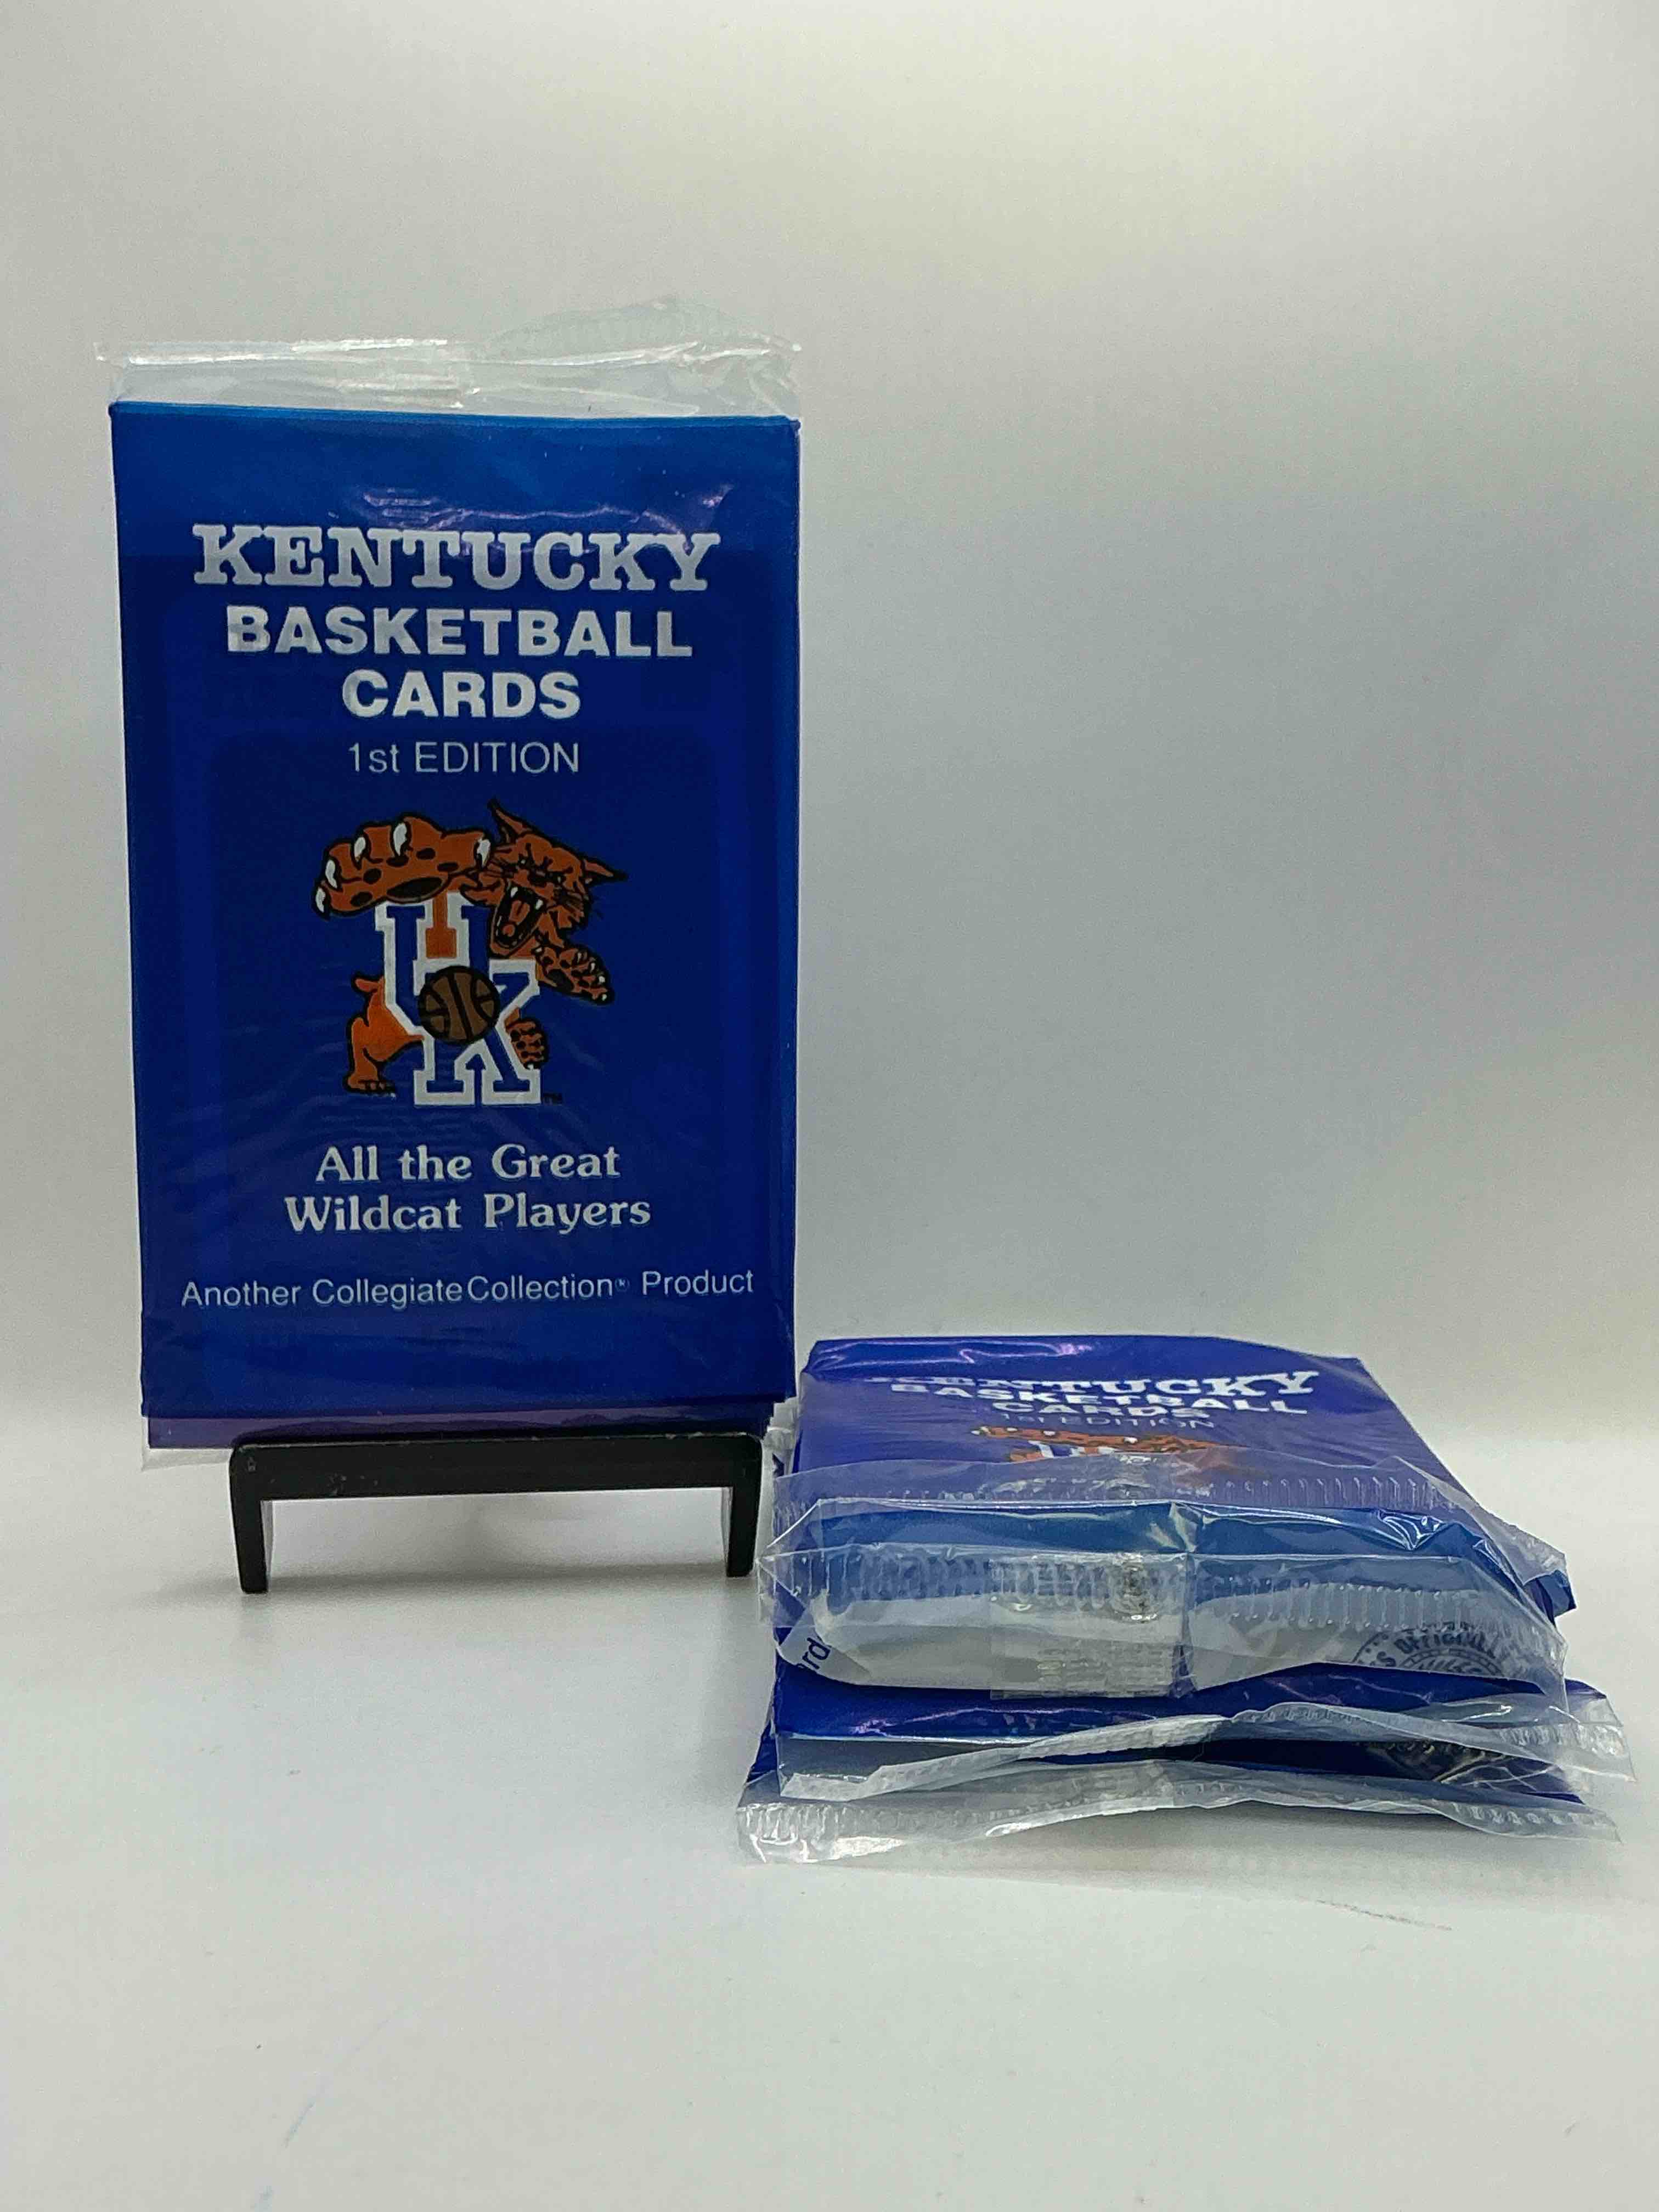 KENTUCKY
BASKETBALL
CARDS
1st EDITION
UK
TM
All the Great
Wildcat Players
Another Collegiate Collection® Product
KENTUCKY
BASKETBALL
CARDS
1st EDITION